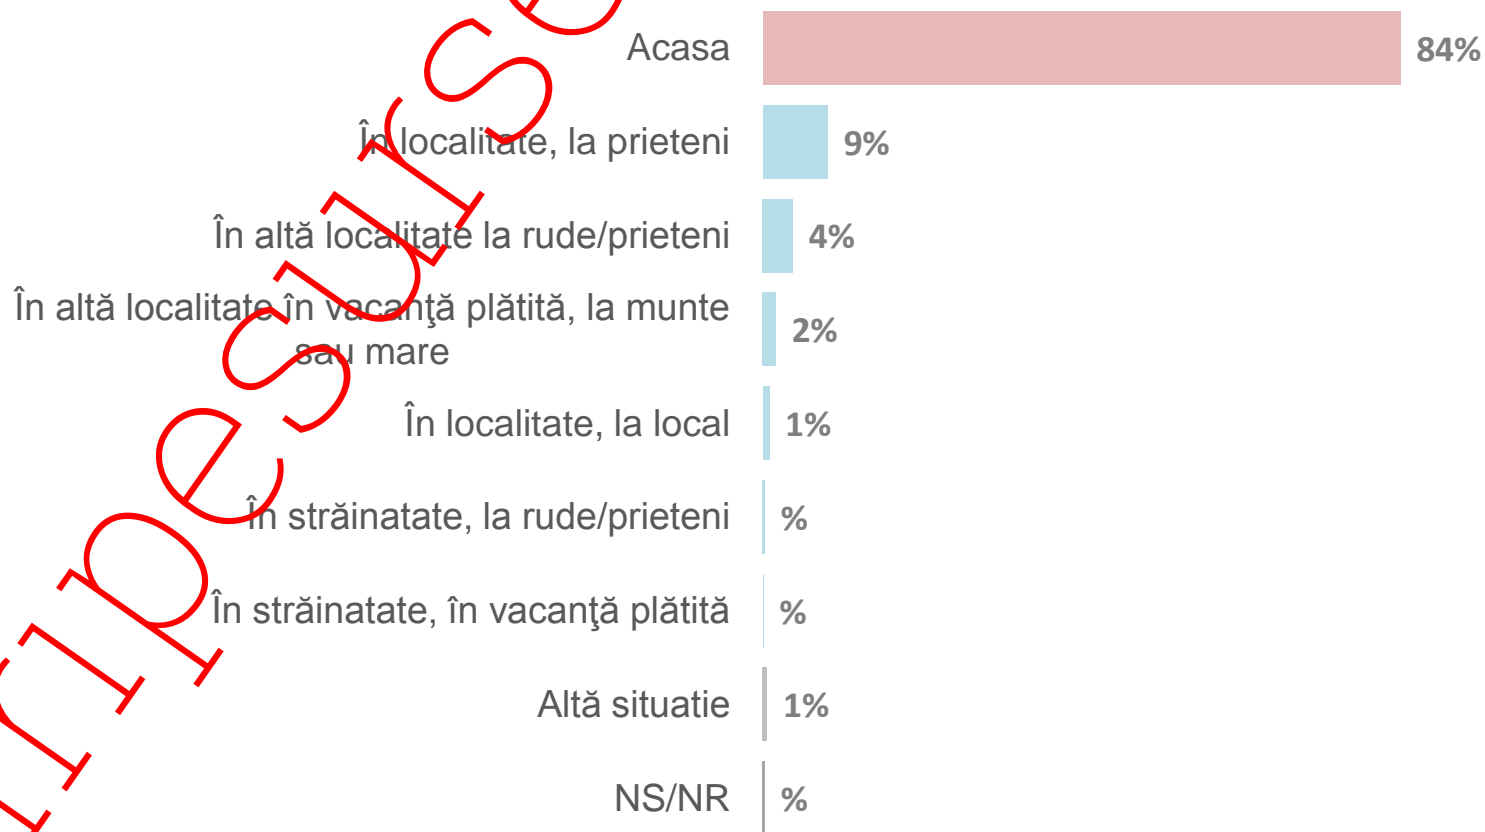 Acasa 84%
În localitate, la prieteni 9%
În altă localitate la rude/prieteni 4%
În altă localitate în vacanţă plătită, la munte
sau mare 2%
În localitate, la local 1%
În străinatate, la rude/prieteni %
În străinatate, în vacanţă plătită %
Altă situatie 1%
NS/NR %